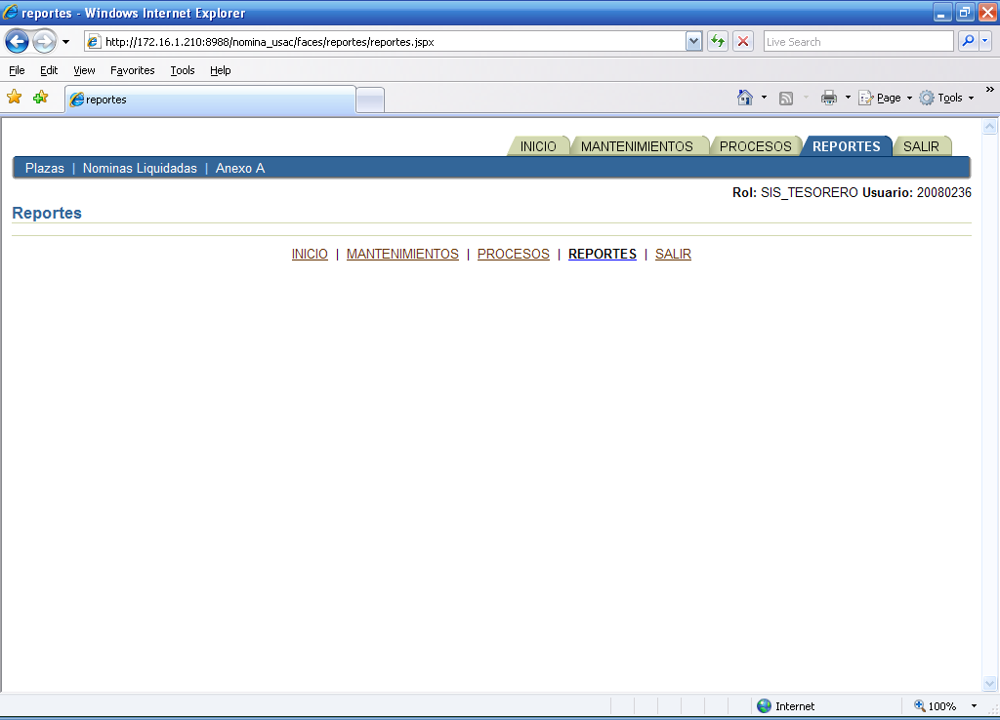 reportes - Windows Internet Explorer
http://172.16.1.210:8988/nomina_usac/faces/reportes/reportes.jspx
Live Search
File Edit View Favorites Tools Help
reportes
Page Tools »
INICIO MANTENIMIENTOS PROCESOS REPORTES SALIR
Plazas | Nominas Liquidadas | Anexo A
Rol: SIS_TESORERO Usuario: 20080236
Reportes
INICIO | MANTENIMIENTOS | PROCESOS | REPORTES | SALIR
Internet 100%